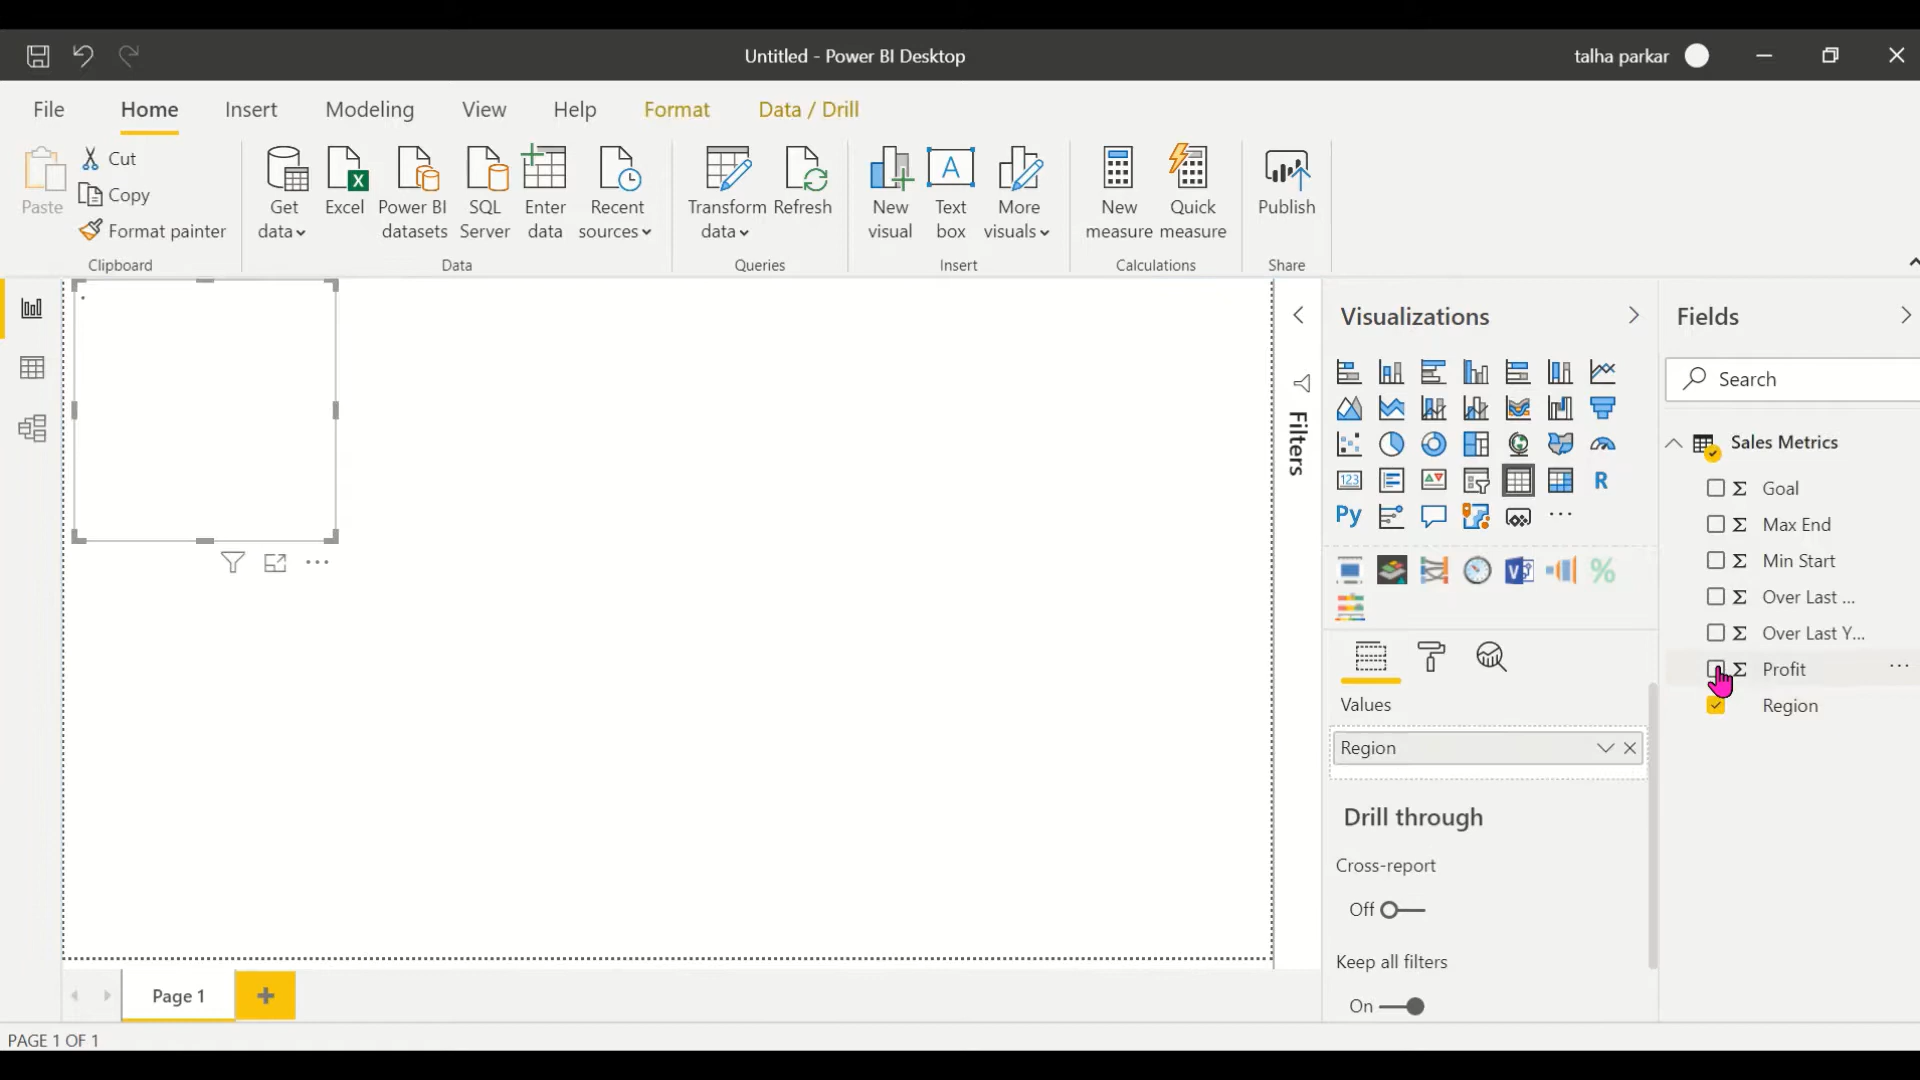 Untitled - Power BI Desktop
talha parkar
File Home Insert Modeling View Help Format Data / Drill
Paste
Cut
Copy
Format painter
Clipboard
Get data
Excel
Power BI datasets
SQL Server
Enter data
Recent sources
Data
Transform data
Refresh
Queries
New visual
A
Text box
More visuals
Insert
New measure
Quick measure
Calculations
Publish
Share
Filters
Visualizations
123
R
Py
V
%
Values
Region
Drill through
Cross-report
Off
Keep all filters
On
Fields
Search
Sales Metrics
Σ Goal
Σ Max End
Σ Min Start
Σ Over Last ...
Σ Over Last Y...
Σ Profit
Region
Page 1
PAGE 1 OF 1